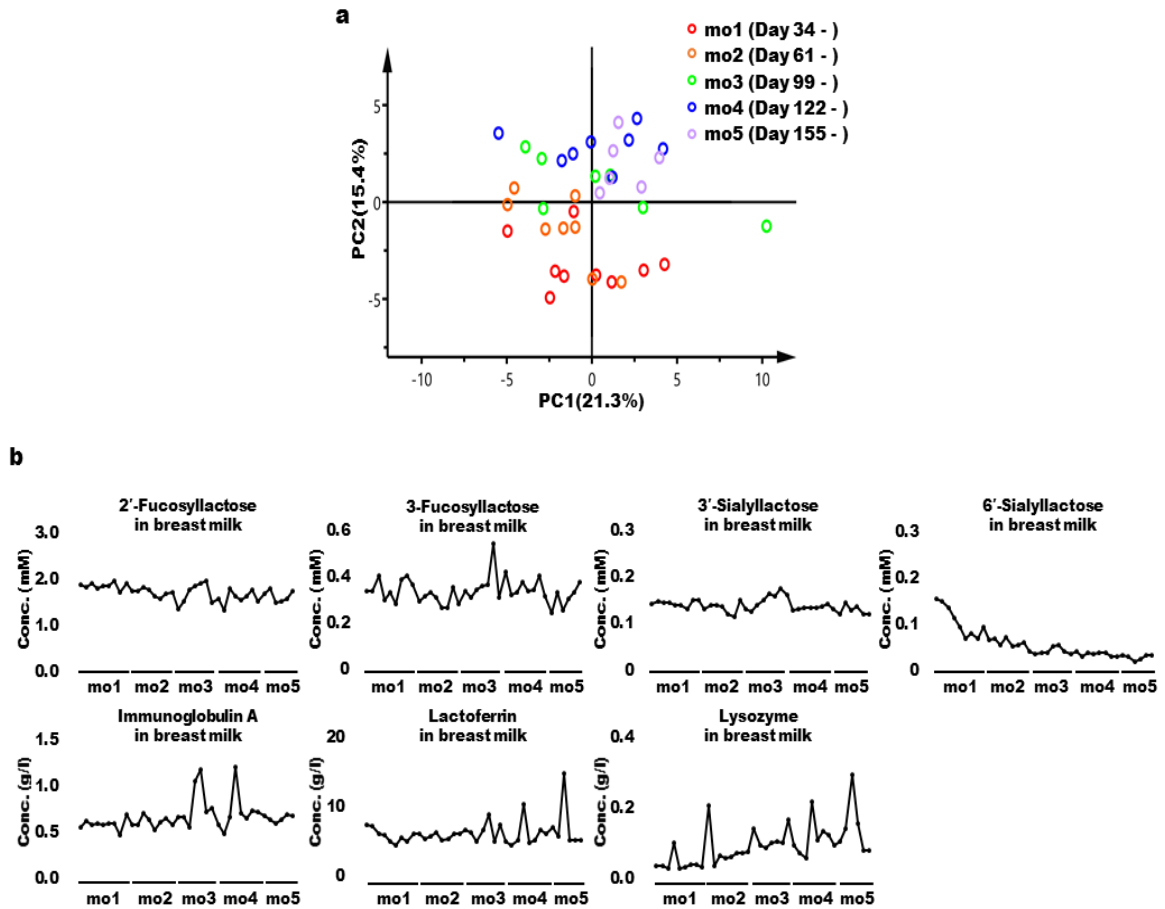 a
mo1 (Day 34 - )
mo2 (Day 61 - )
mo3 (Day 99 - )
mo4 (Day 122 - )
mo5 (Day 155 - )
5
0
-5
PC2(15.4%)
-10 -5 0 5 10
PC1(21.3%)
b
2′-Fucosyllactose
in breast milk
3.0
2.0
1.0
0.0
Conc. (mM)
mo1 mo2 mo3 mo4 mo5
3-Fucosyllactose
in breast milk
0.6
0.4
0.2
0
Conc. (mM)
mo1 mo2 mo3 mo4 mo5
3′-Sialyllactose
in breast milk
0.3
0.2
0.1
0
Conc. (mM)
mo1 mo2 mo3 mo4 mo5
6′-Sialyllactose
in breast milk
0.3
0.2
0.1
0
Conc. (mM)
mo1 mo2 mo3 mo4 mo5
Immunoglobulin A
in breast milk
1.5
1.0
0.5
0.0
Conc. (g/l)
mo1 mo2 mo3 mo4 mo5
Lactoferrin
in breast milk
20
10
0
Conc. (g/l)
mo1 mo2 mo3 mo4 mo5
Lysozyme
in breast milk
0.4
0.2
0.0
Conc. (g/l)
mo1 mo2 mo3 mo4 mo5